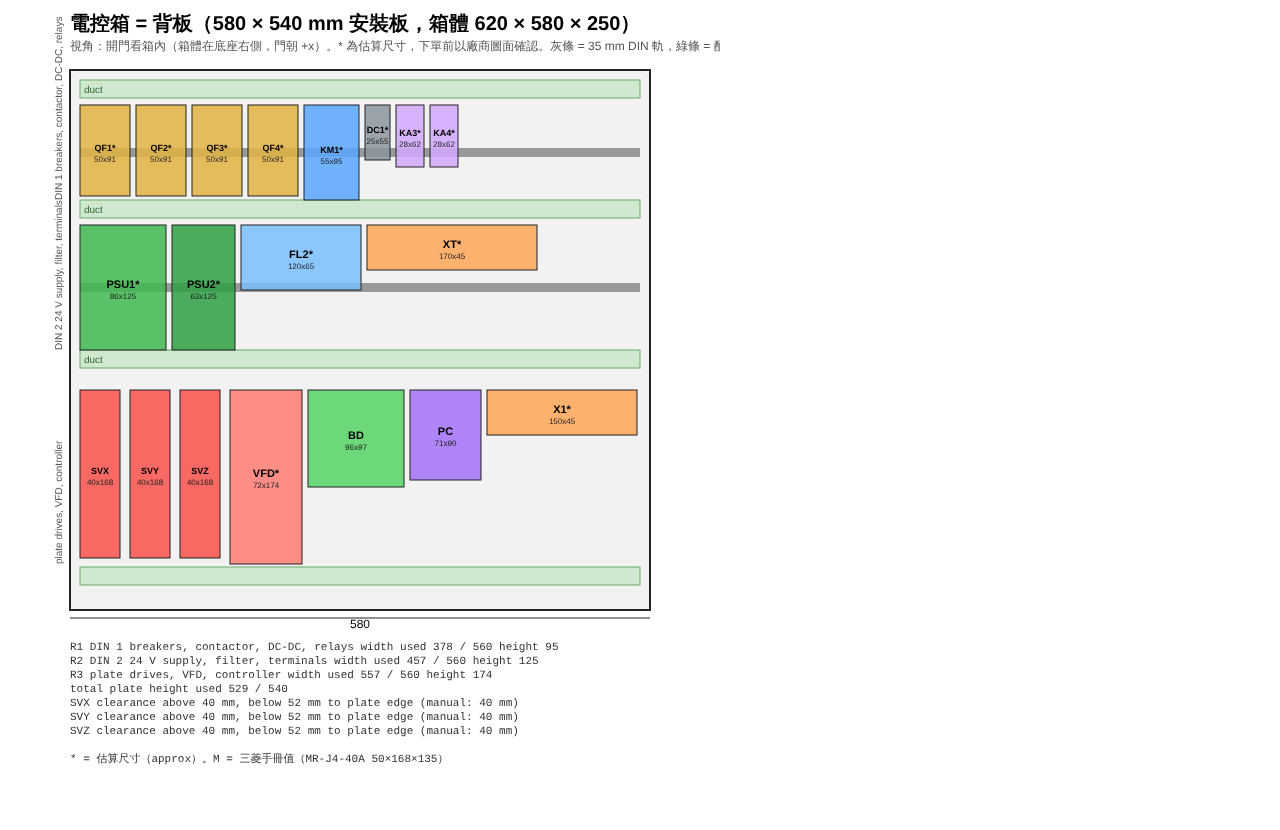 電控箱 = 背板（580 × 540 mm 安裝板，箱體 620 × 580 × 250）
視角：開門看箱內（箱體在底座右側，門朝 +x）。* 為估算尺寸，下單前以廠商圖面確認。灰條 = 35 mm DIN 軌，綠條 =
DIN 1 breakers, contactor, DC-DC, relays
duct
QF1*
50x91
QF2*
50x91
QF3*
50x91
QF4*
50x91
KM1*
55x95
DC1*
25x55
KA3*
28x62
KA4*
28x62
DIN 2 24 V supply, filter, terminals
duct
PSU1*
86x125
PSU2*
63x125
FL2*
120x65
XT*
170x45
duct
plate drives, VFD, controller
SVX
40x168
SVY
40x168
SVZ
40x168
VFD*
72x174
BD
96x97
PC
71x90
X1*
150x45
580
R1 DIN 1 breakers, contactor, DC-DC, relays width used 378 / 560 height 95
R2 DIN 2 24 V supply, filter, terminals width used 457 / 560 height 125
R3 plate drives, VFD, controller width used 557 / 560 height 174
total plate height used 529 / 540
SVX clearance above 40 mm, below 52 mm to plate edge (manual: 40 mm)
SVY clearance above 40 mm, below 52 mm to plate edge (manual: 40 mm)
SVZ clearance above 40 mm, below 52 mm to plate edge (manual: 40 mm)
* = 估算尺寸（approx）。M = 三菱手冊值（MR-J4-40A 50×168×135）